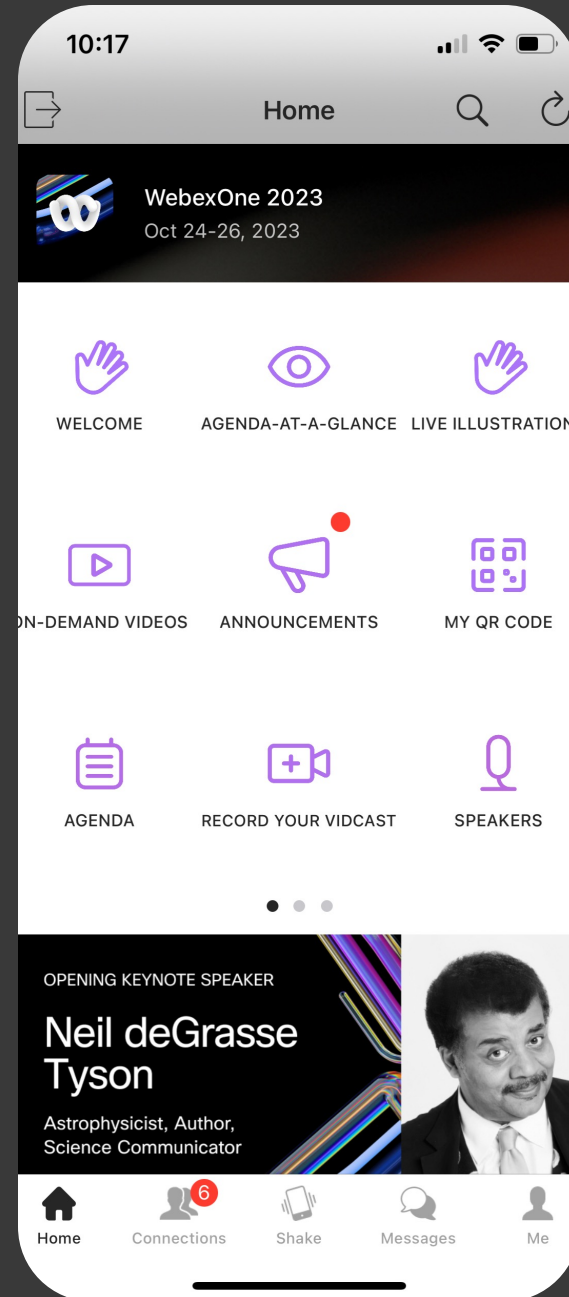 10:17
Home
WebexOne 2023
Oct 24-26, 2023
WELCOME
AGENDA-AT-A-GLANCE
LIVE ILLUSTRATION
ON-DEMAND VIDEOS
ANNOUNCEMENTS
MY QR CODE
AGENDA
RECORD YOUR VIDCAST
SPEAKERS
OPENING KEYNOTE SPEAKER
Neil deGrasse
Tyson
Astrophysicist, Author,
Science Communicator
6
Home
Connections
Shake
Messages
Me